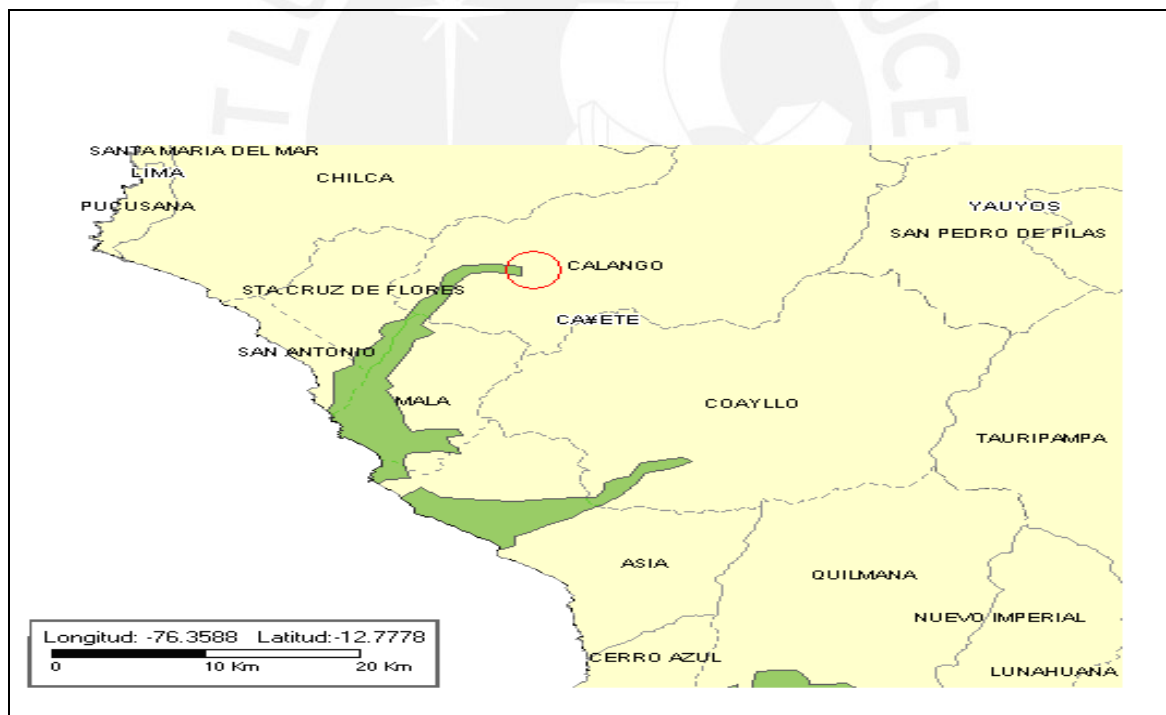 SANTA MARIA DEL MAR
LIMA
CHILCA
PUCUSANA
YAUYOS
SAN PEDRO DE PILAS
CALANGO
STA.CRUZ DE FLORES
CA¥ETE
SAN ANTONIO
MALA
COAYLLO
TAURIPAMPA
ASIA
QUILMANA
NUEVO IMPERIAL
CERRO AZUL
LUNAHUANA
Longitud: -76.3588 Latitud:-12.7778
0 10 Km 20 Km